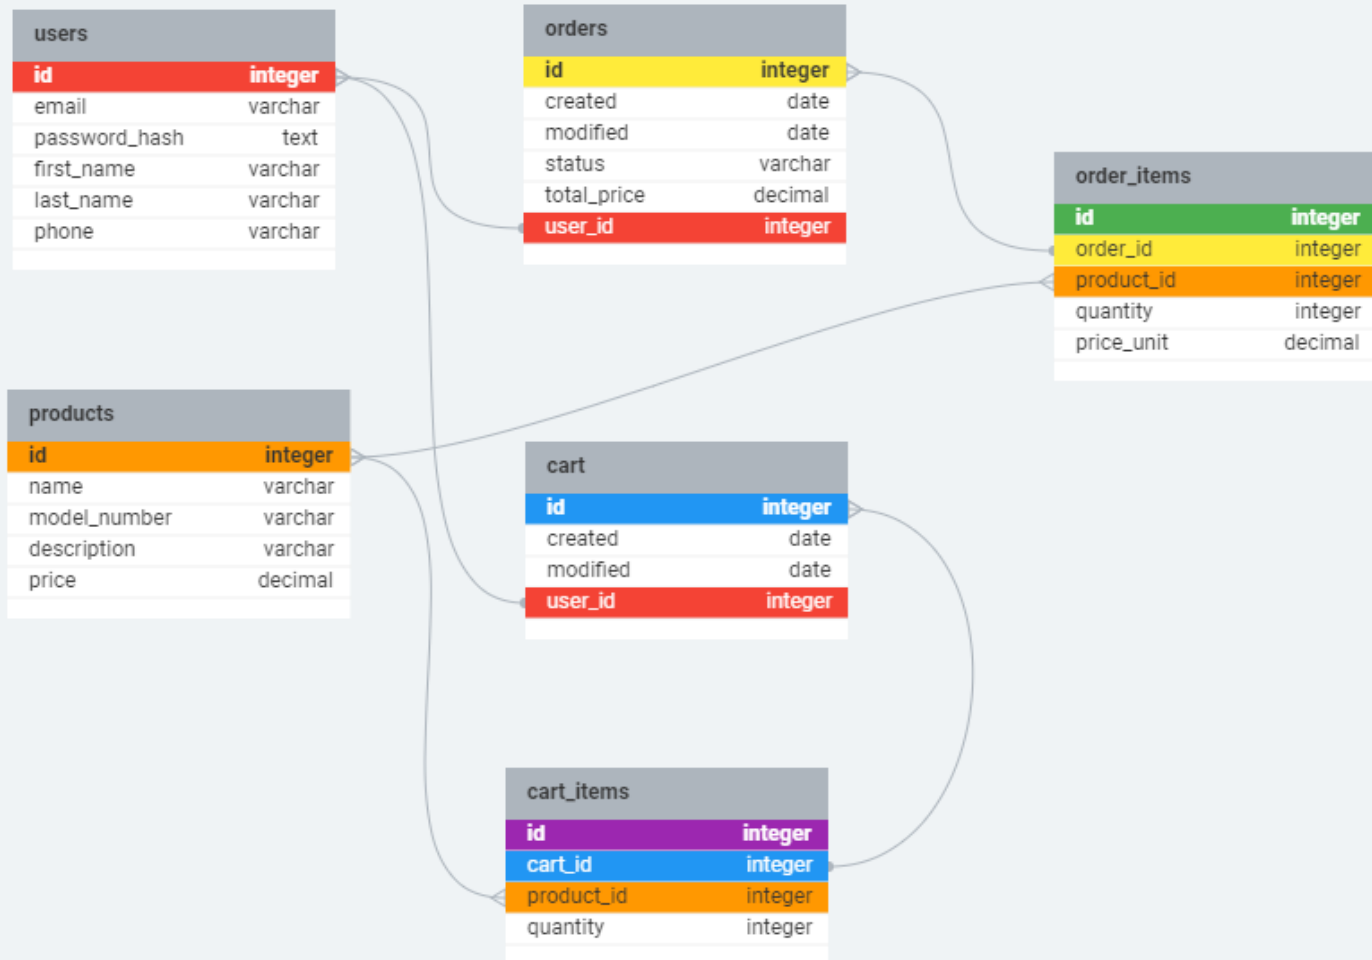 users
id integer
email varchar
password_hash text
first_name varchar
last_name varchar
phone varchar
orders
id integer
created date
modified date
status varchar
total_price decimal
user_id integer
order_items
id integer
order_id integer
product_id integer
quantity integer
price_unit decimal
products
id integer
name varchar
model_number varchar
description varchar
price decimal
cart
id integer
created date
modified date
user_id integer
cart_items
id integer
cart_id integer
product_id integer
quantity integer